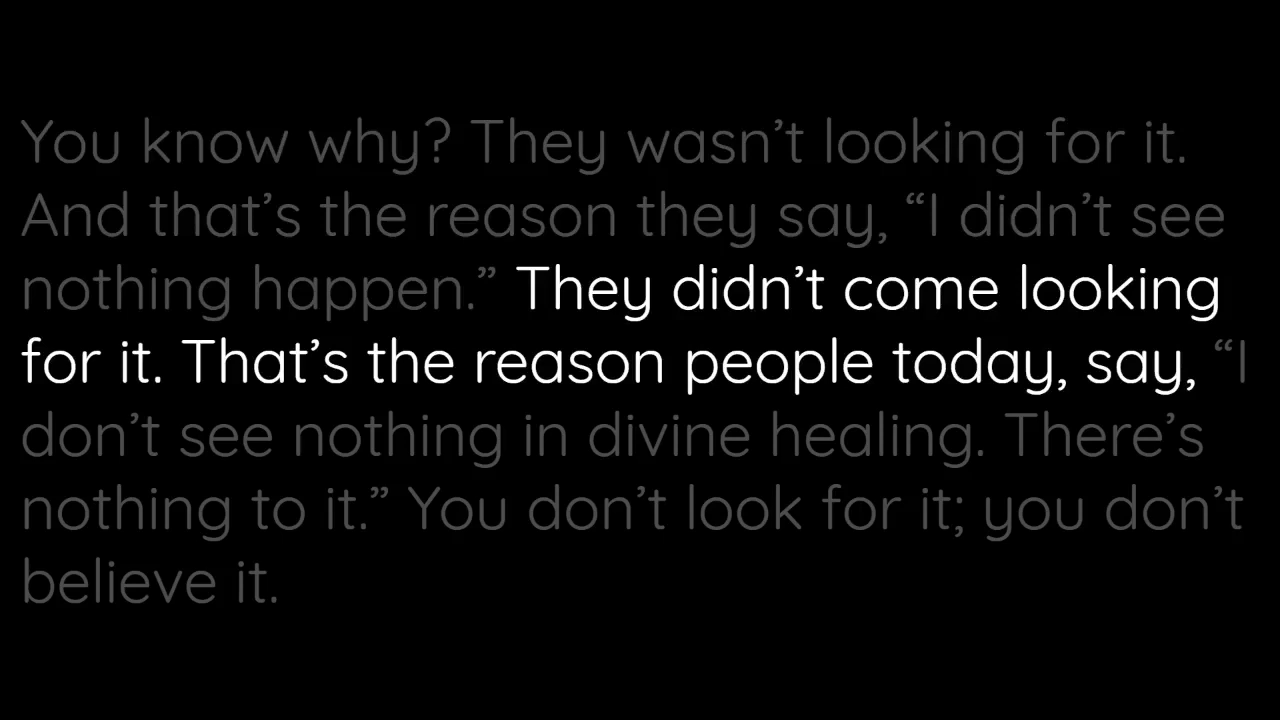 You know why? They wasn’t looking for it.
And that’s the reason they say, “I didn’t see
nothing happen.” They didn’t come looking
for it. That’s the reason people today, say, “I
don’t see nothing in divine healing. There’s
nothing to it.” You don’t look for it; you don’t
believe it.